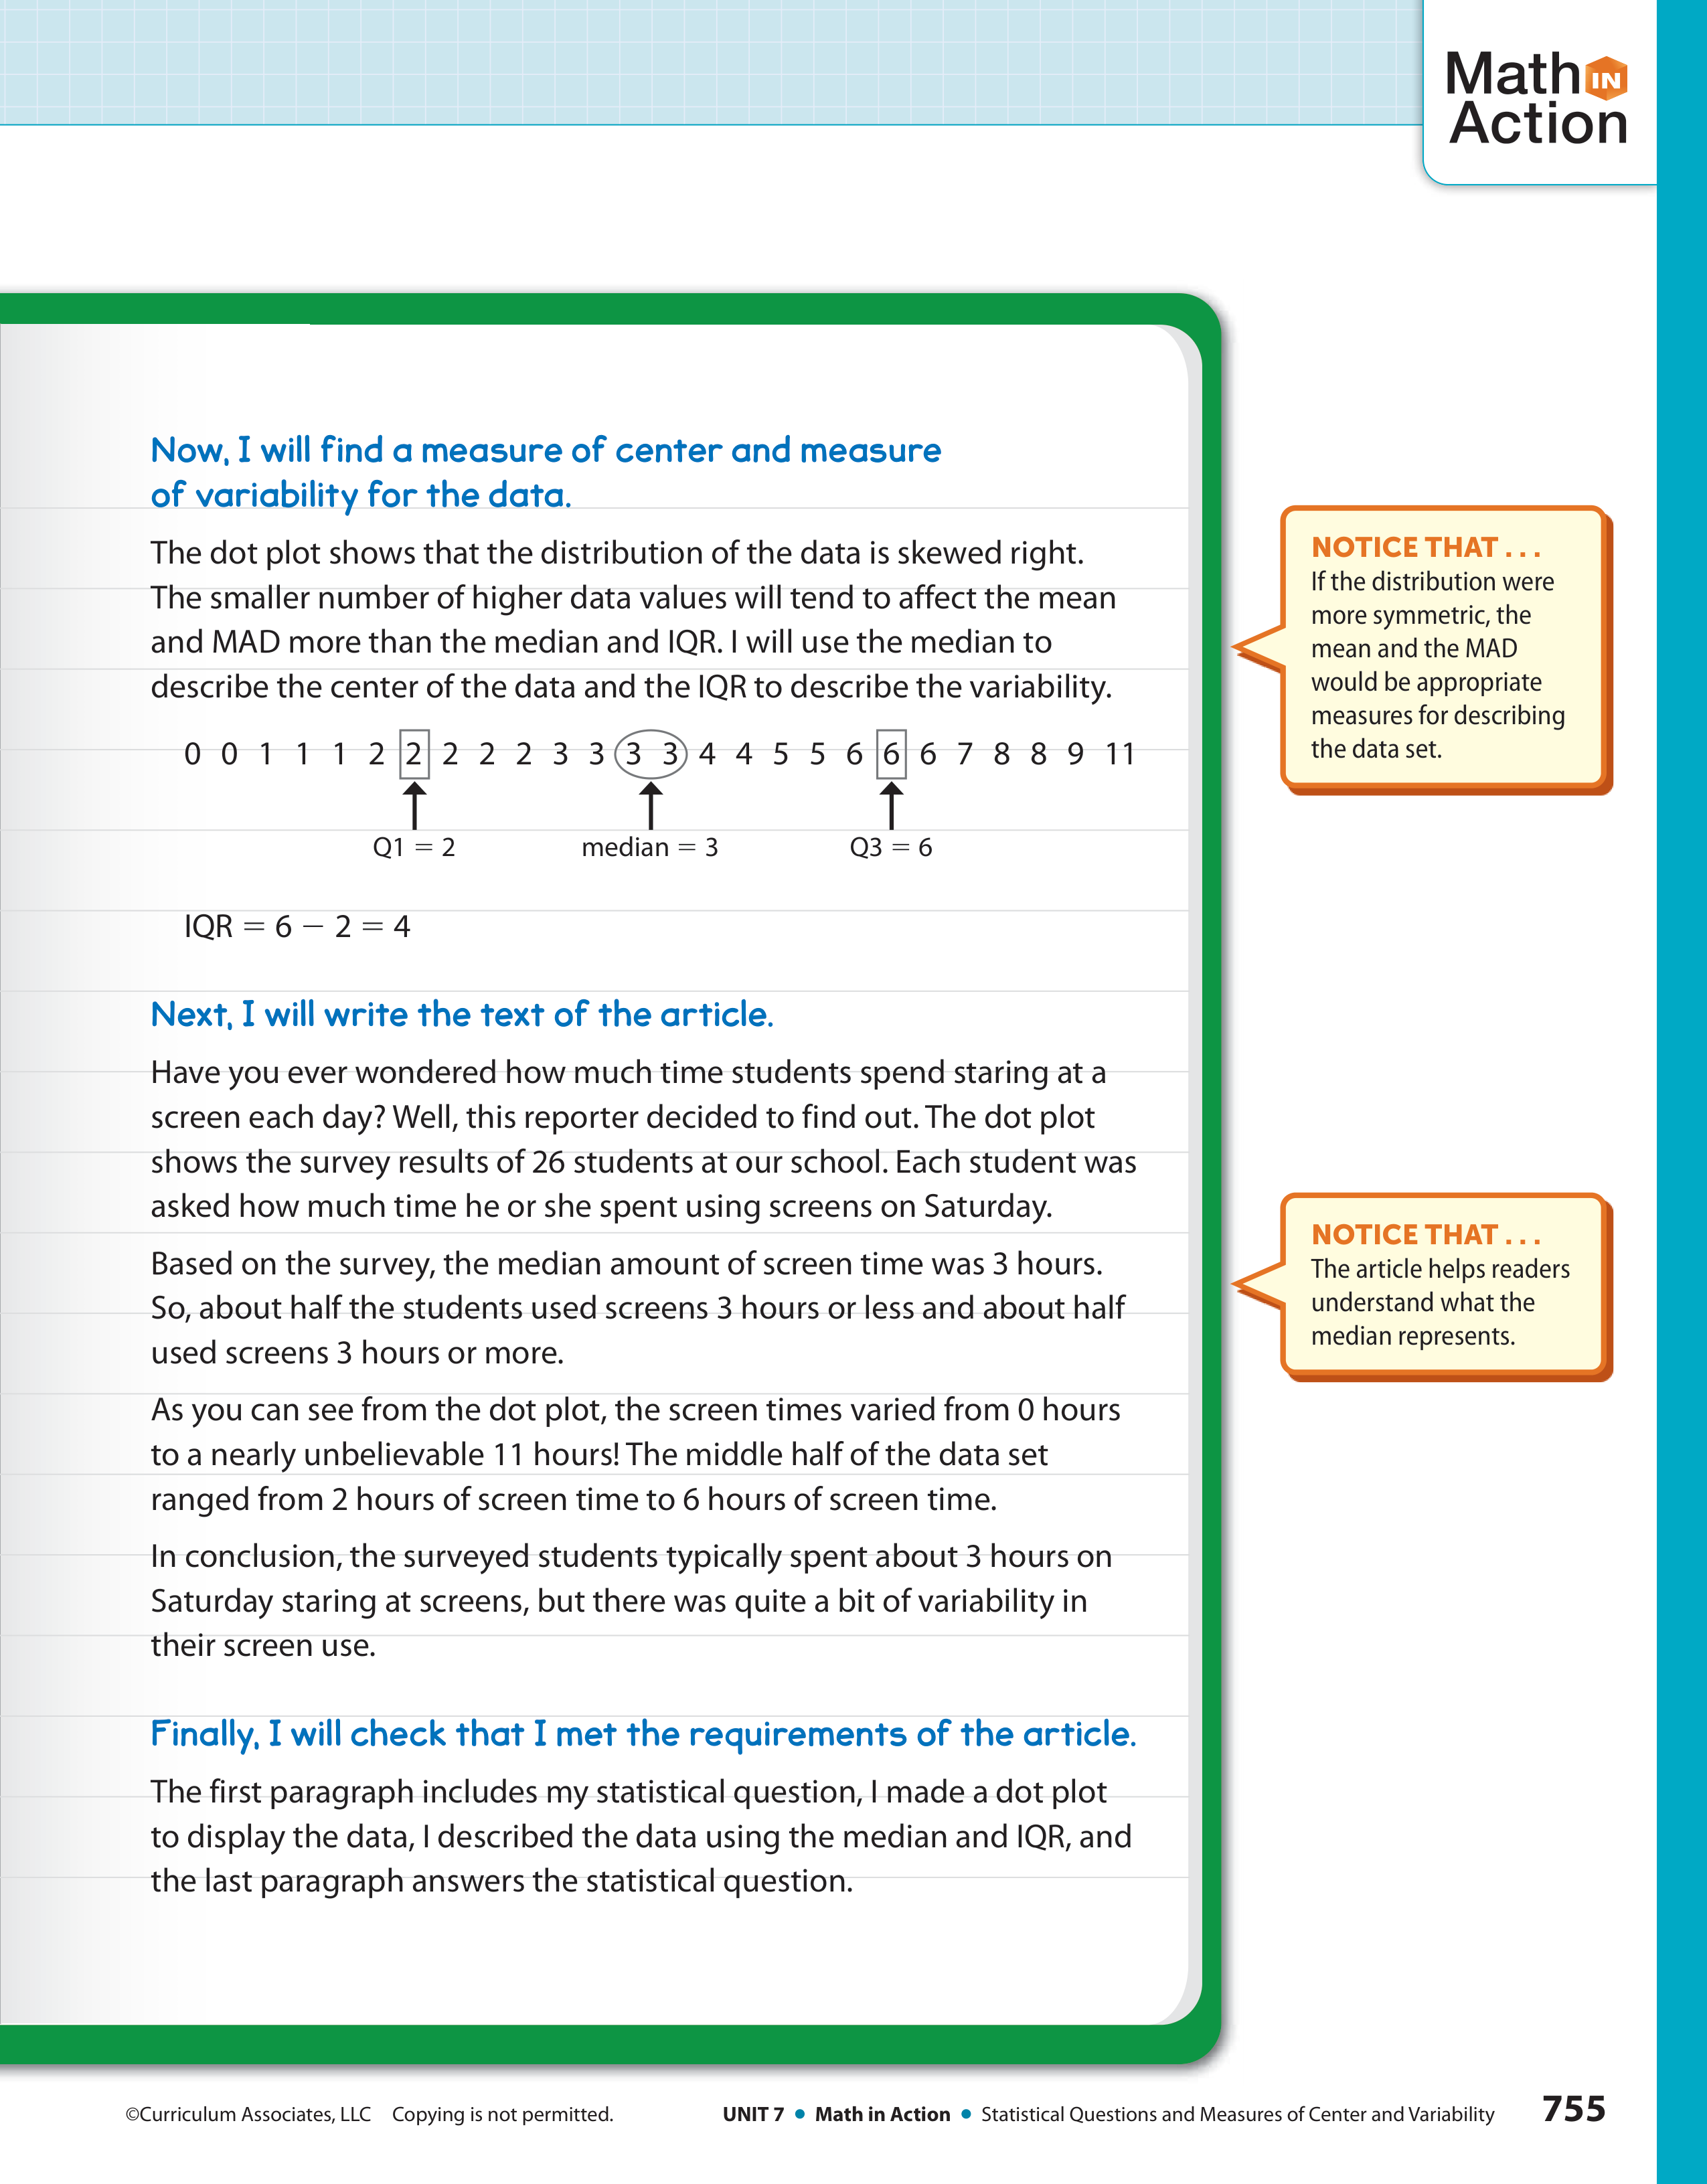 Math IN
Action
Now, I will find a measure of center and measure
of variability for the data.
The dot plot shows that the distribution of the data is skewed right.
The smaller number of higher data values will tend to affect the mean
and MAD more than the median and IQR. I will use the median to
describe the center of the data and the IQR to describe the variability.
0 0 1 1 1 2 2 2 2 2 3 3 3 3 4 4 5 5 6 6 6 7 8 8 9 11
Q1 = 2 median = 3 Q3 = 6
IQR = 6 − 2 = 4
NOTICE THAT . . .
If the distribution were
more symmetric, the
mean and the MAD
would be appropriate
measures for describing
the data set.
Next, I will write the text of the article.
Have you ever wondered how much time students spend staring at a
screen each day? Well, this reporter decided to find out. The dot plot
shows the survey results of 26 students at our school. Each student was
asked how much time he or she spent using screens on Saturday.
Based on the survey, the median amount of screen time was 3 hours.
So, about half the students used screens 3 hours or less and about half
used screens 3 hours or more.
As you can see from the dot plot, the screen times varied from 0 hours
to a nearly unbelievable 11 hours! The middle half of the data set
ranged from 2 hours of screen time to 6 hours of screen time.
In conclusion, the surveyed students typically spent about 3 hours on
Saturday staring at screens, but there was quite a bit of variability in
their screen use.
NOTICE THAT . . .
The article helps readers
understand what the
median represents.
Finally, I will check that I met the requirements of the article.
The first paragraph includes my statistical question, I made a dot plot
to display the data, I described the data using the median and IQR, and
the last paragraph answers the statistical question.
©Curriculum Associates, LLC Copying is not permitted.
UNIT 7 • Math in Action • Statistical Questions and Measures of Center and Variability 755